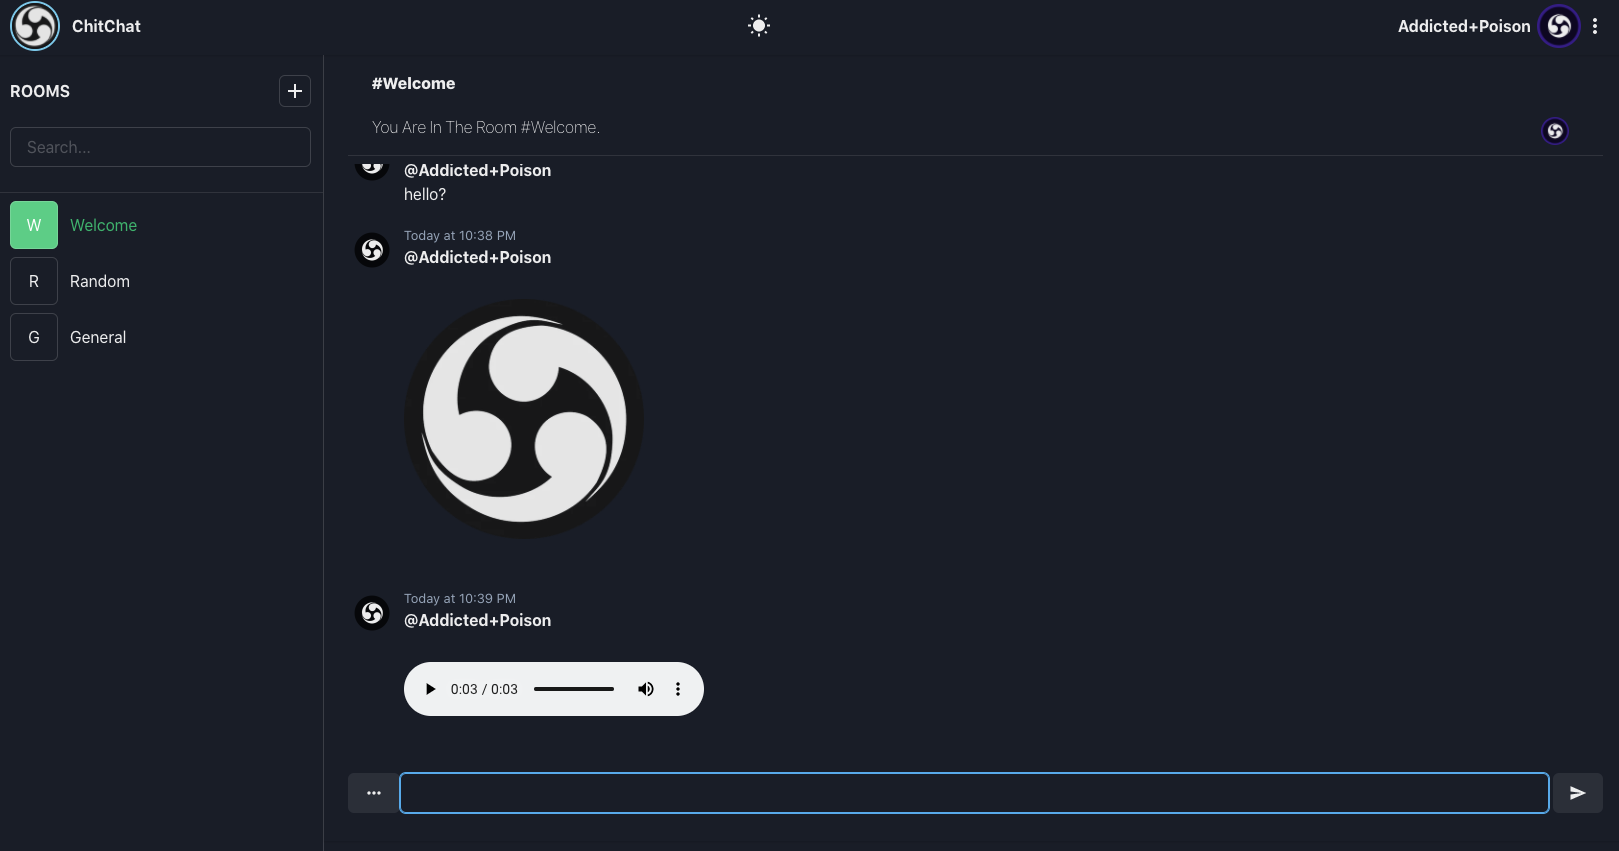 ChitChat
Addicted+Poison
ROOMS
Search...
W Welcome
R Random
G General
#Welcome
You Are In The Room #Welcome.
@Addicted+Poison
hello?
Today at 10:38 PM
@Addicted+Poison
Today at 10:39 PM
@Addicted+Poison
0:03 / 0:03